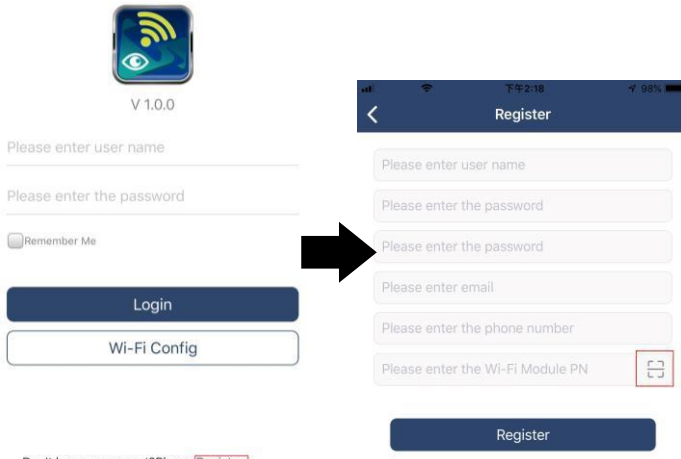 V 1.0.0
Please enter user name
Please enter the password
Remember Me
Login
Wi-Fi Config
下午2:18
98%
Register
Please enter user name
Please enter the password
Please enter the password
Please enter email
Please enter the phone number
Please enter the Wi-Fi Module PN
Register